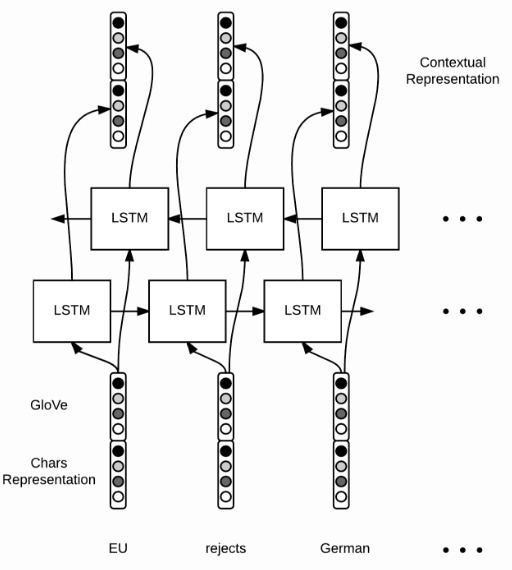 Contextual
Representation
LSTM LSTM LSTM . . .
LSTM LSTM LSTM . . .
GloVe
Chars
Representation
EU rejects German . . .